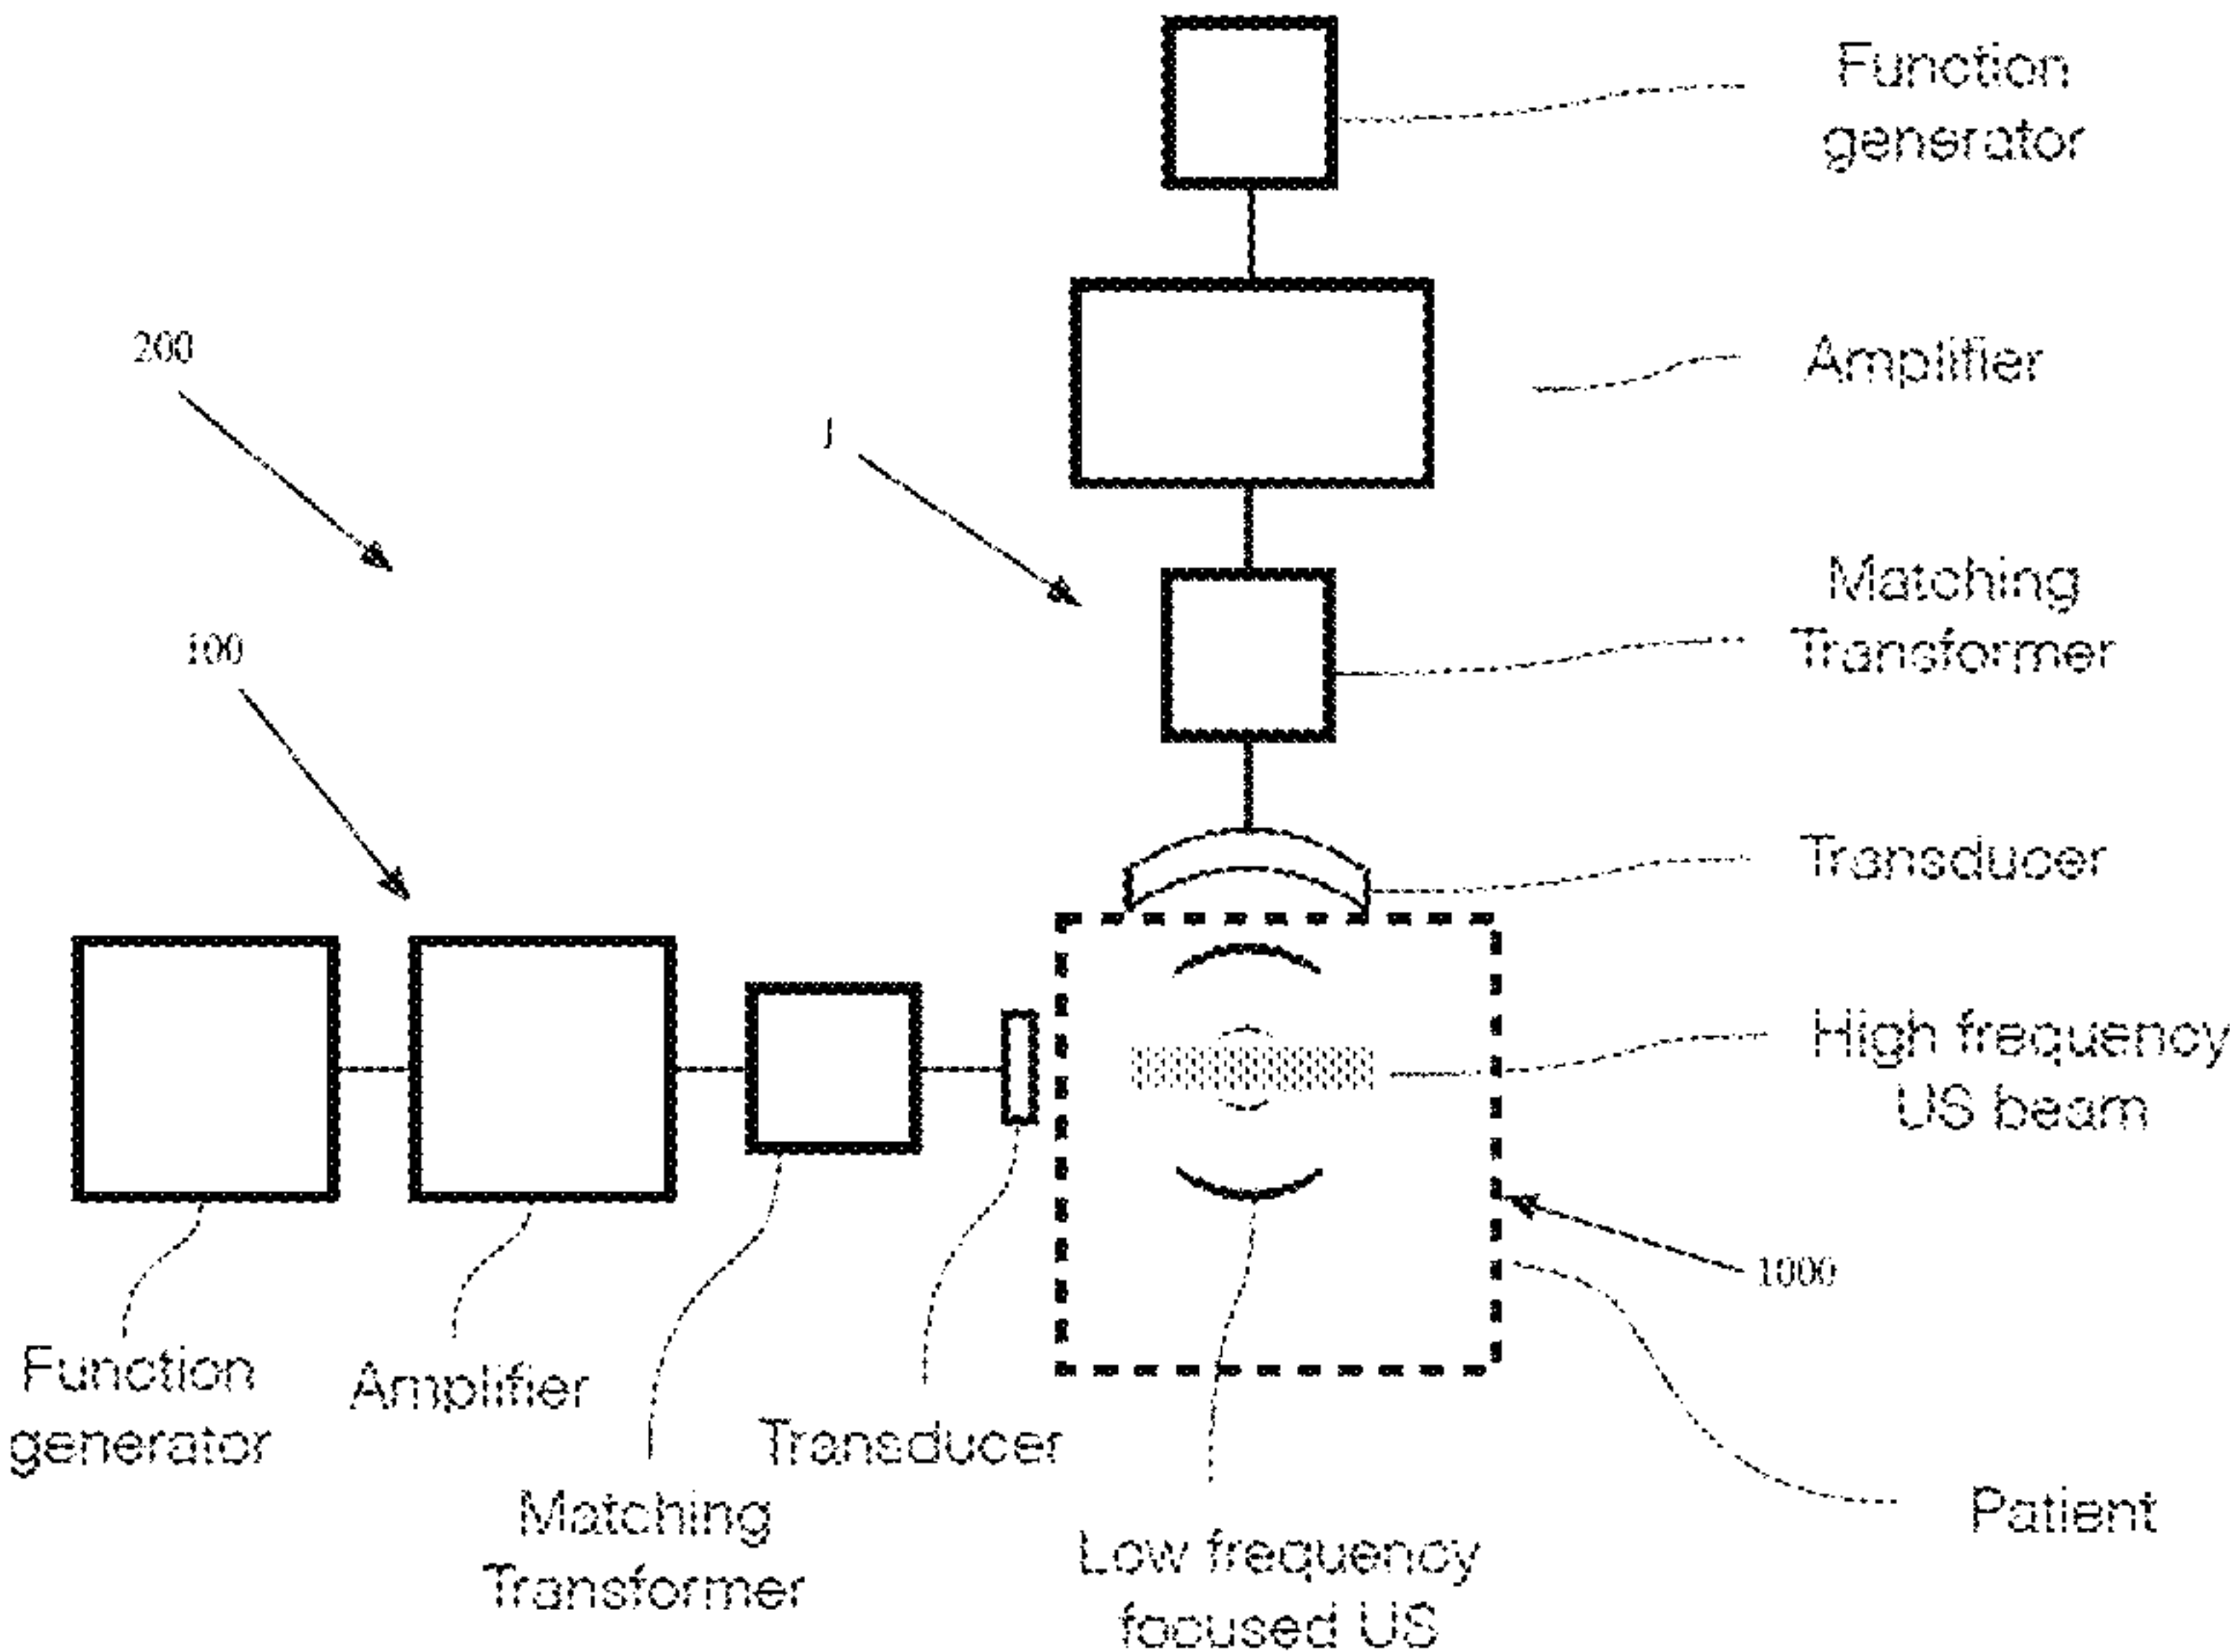 Function
generator
200
Amplifier
1
Matching
Transformer
100
Transducer
High frequency
US beam
1000
Function
generator
Amplifier
Transducer
Matching
Transformer
Low frequency
focused US
Patient